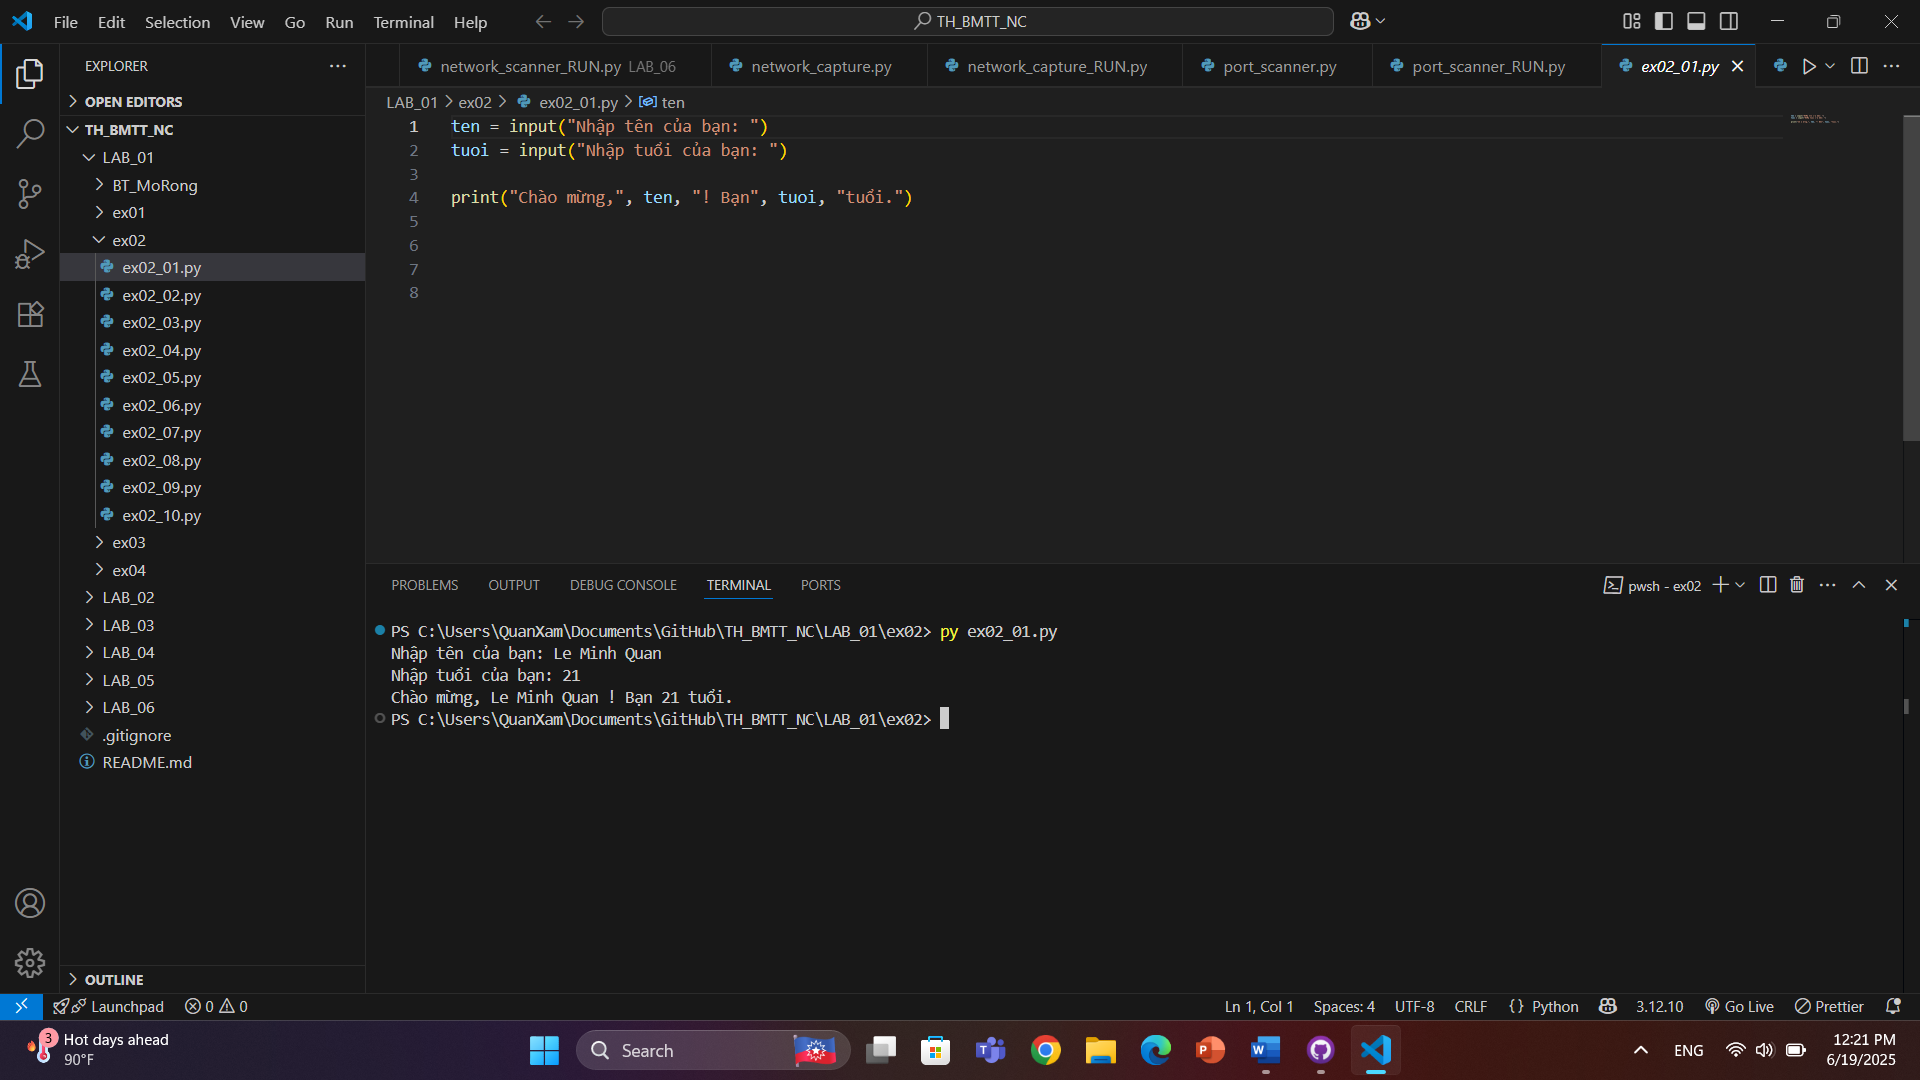 File Edit Selection View Go Run Terminal Help
TH_BMTT_NC
EXPLORER
OPEN EDITORS
TH_BMTT_NC
LAB_01
BT_MoRong
ex01
ex02
ex02_01.py
ex02_02.py
ex02_03.py
ex02_04.py
ex02_05.py
ex02_06.py
ex02_07.py
ex02_08.py
ex02_09.py
ex02_10.py
ex03
ex04
LAB_02
LAB_03
LAB_04
LAB_05
LAB_06
.gitignore
README.md
OUTLINE
network_scanner_RUN.py LAB_06 network_capture.py network_capture_RUN.py port_scanner.py port_scanner_RUN.py ex02_01.py
LAB_01 > ex02 > ex02_01.py > ten
1 ten = input("Nhập tên của bạn: ")
2 tuoi = input("Nhập tuổi của bạn: ")
3
4 print("Chào mừng,", ten, "! Bạn", tuoi, "tuổi.")
5
6
7
8
PROBLEMS OUTPUT DEBUG CONSOLE TERMINAL PORTS
pwsh - ex02
PS C:\Users\QuanXam\Documents\GitHub\TH_BMTT_NC\LAB_01\ex02> py ex02_01.py
Nhập tên của bạn: Le Minh Quan
Nhập tuổi của bạn: 21
Chào mừng, Le Minh Quan ! Bạn 21 tuổi.
PS C:\Users\QuanXam\Documents\GitHub\TH_BMTT_NC\LAB_01\ex02>
Launchpad 0 0
Ln 1, Col 1 Spaces: 4 UTF-8 CRLF {} Python 3.12.10 Go Live Prettier
3 Hot days ahead
90°F
Search
ENG
12:21 PM
6/19/2025